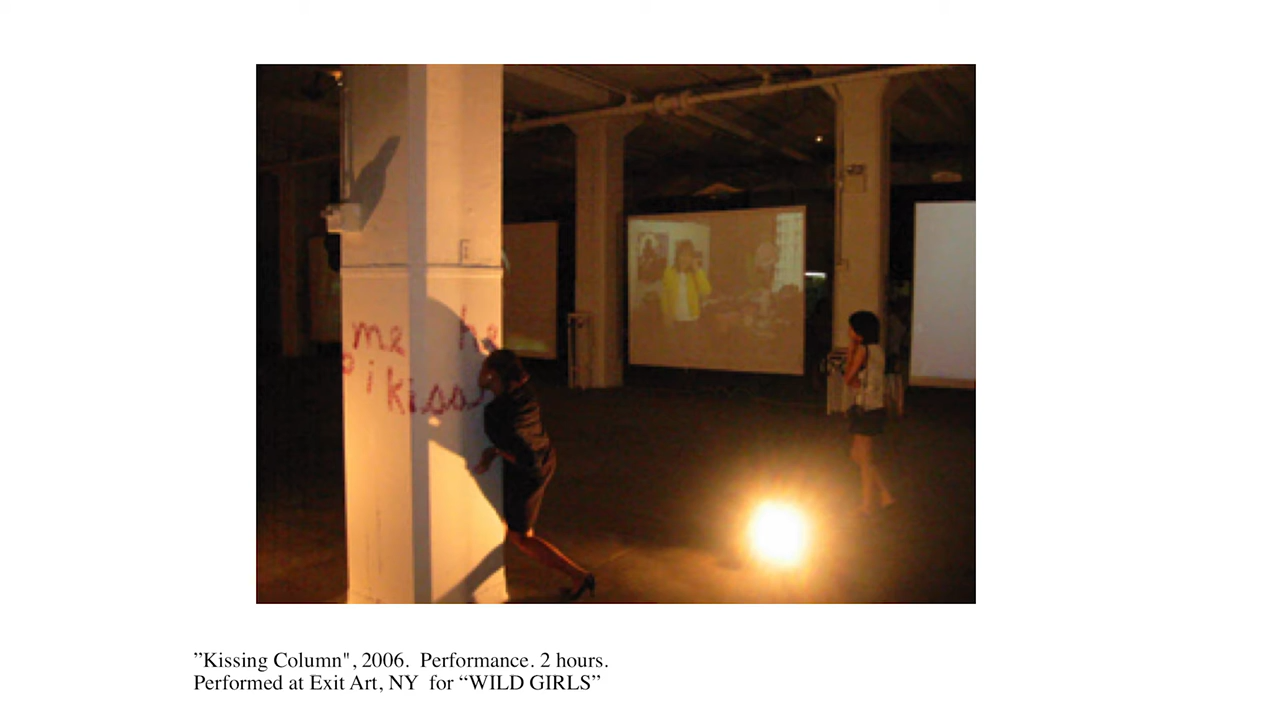 me he
i kiss
”Kissing Column", 2006. Performance. 2 hours.
Performed at Exit Art, NY for “WILD GIRLS”